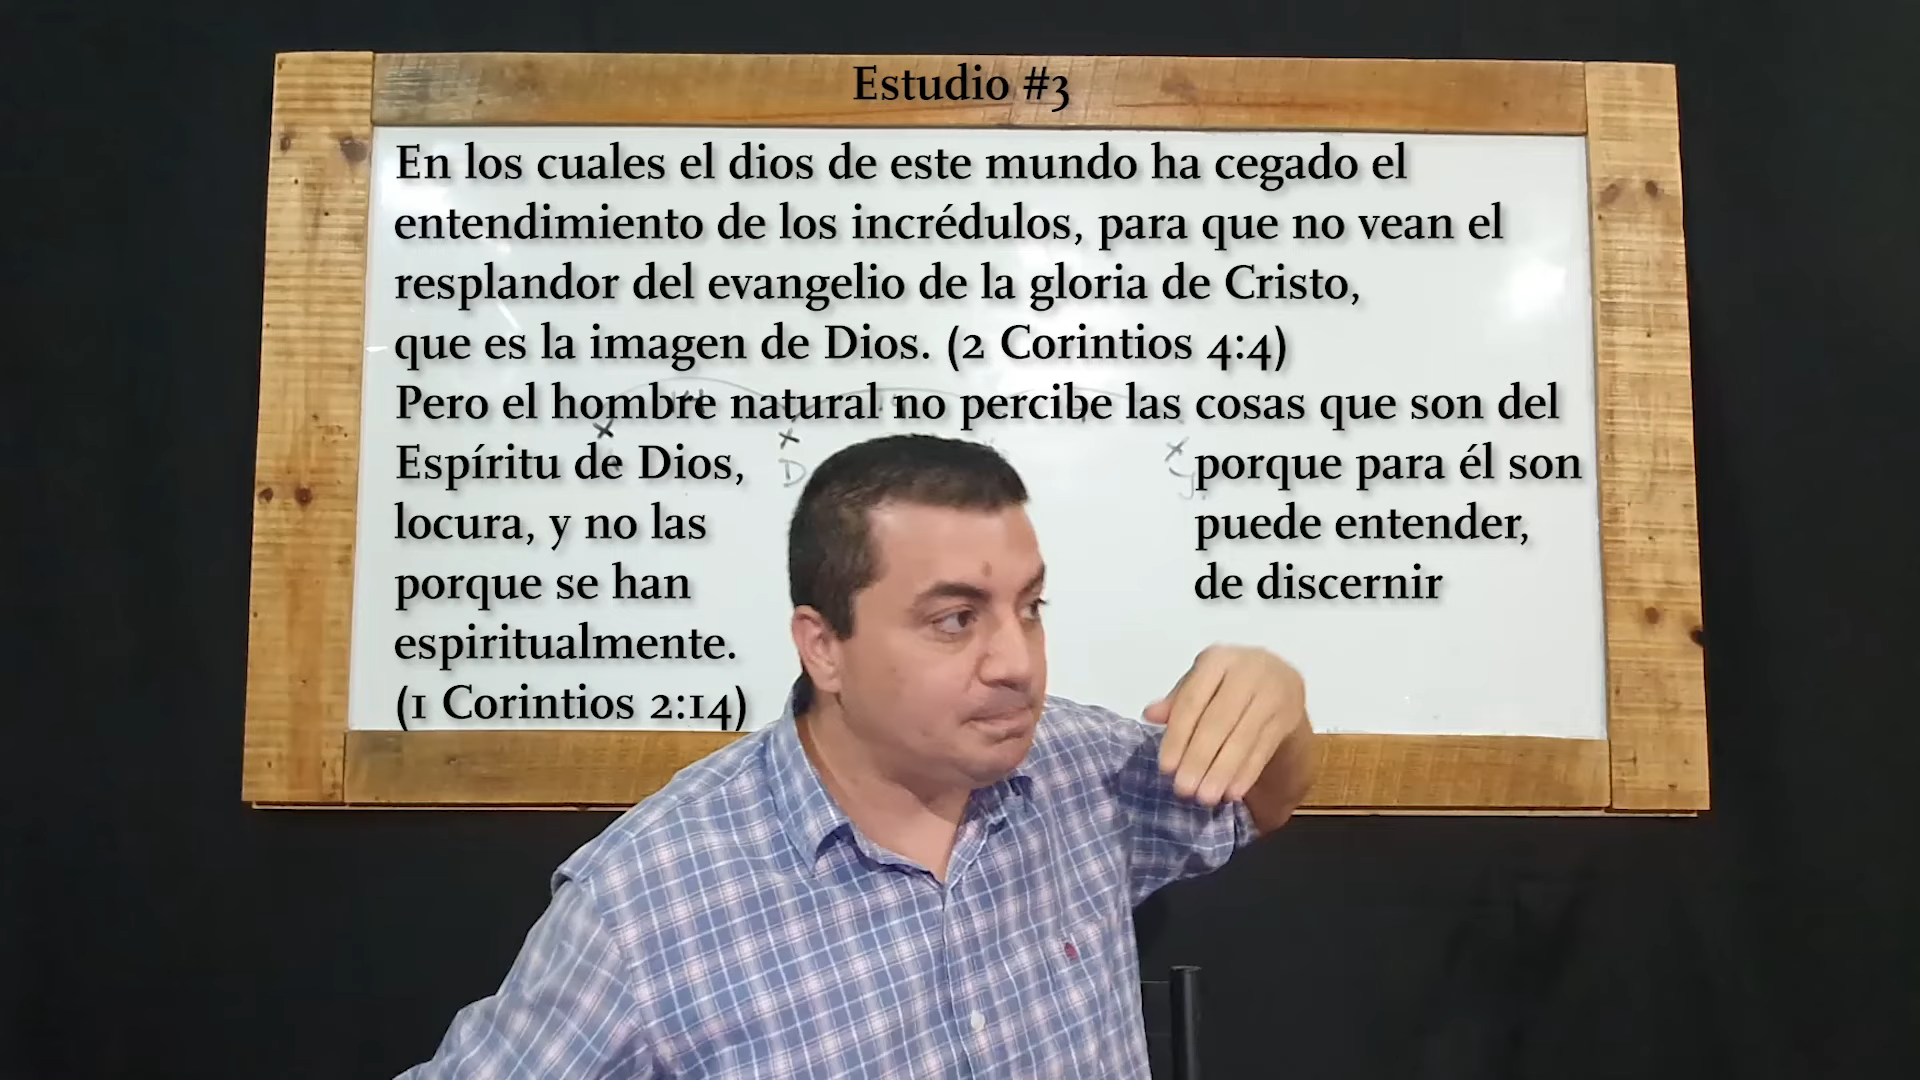 Estudio #3
En los cuales el dios de este mundo ha cegado el
entendimiento de los incrédulos, para que no vean el
resplandor del evangelio de la gloria de Cristo,
que es la imagen de Dios. (2 Corintios 4:4)
Pero el hombre natural no percibe las cosas que son del
Espíritu de Dios, porque para él son
locura, y no las puede entender,
porque se han de discernir
espiritualmente.
(1 Corintios 2:14)